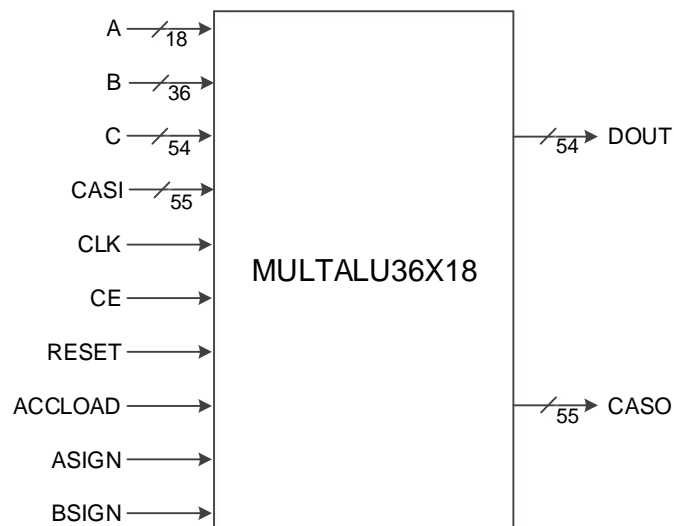 A
18
B
36
C
54
CASI
55
CLK
CE
RESET
ACCLOAD
ASIGN
BSIGN
MULTALU36X18
54
DOUT
55
CASO